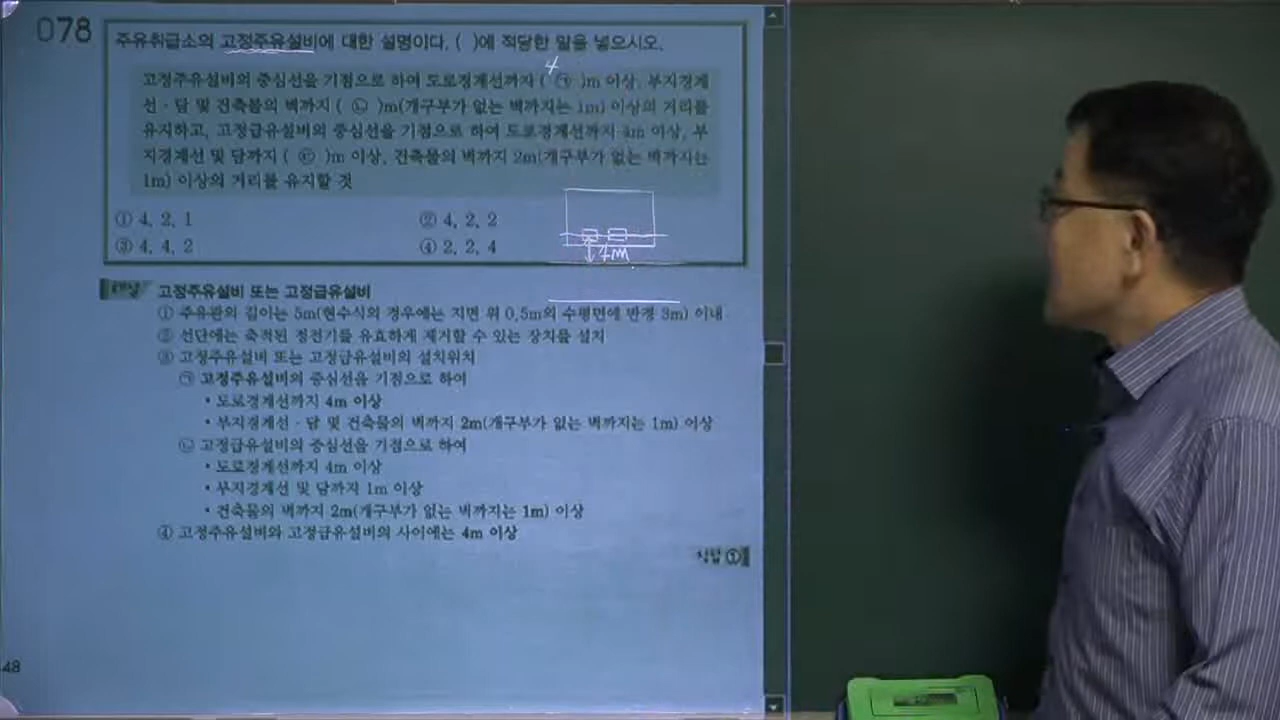 078
주유취급소의 고정주유설비에 대한 설명이다. ( )에 적당한 말을 넣으시오.
4
고정주유설비의 중심선을 기점으로 하여 도로경계선까지 ( ㉠ )m 이상, 부지경계
선·담 및 건축물의 벽까지 ( ㉡ )m(개구부가 없는 벽까지는 1m) 이상의 거리를
유지하고, 고정급유설비의 중심선을 기점으로 하여 도로경계선까지 4m 이상, 부
지경계선 및 담까지 ( ㉢ )m 이상, 건축물의 벽까지 2m(개구부가 없는 벽까지는
1m) 이상의 거리를 유지할 것
① 4, 2, 1
② 4, 2, 2
③ 4, 4, 2
④ 2, 2, 4
4m
해설 고정주유설비 또는 고정급유설비
① 주유관의 길이는 5m(현수식의 경우에는 지면 위 0.5m의 수평면에 반경 3m) 이내
② 선단에는 축적된 정전기를 유효하게 제거할 수 있는 장치를 설치
③ 고정주유설비 또는 고정급유설비의 설치위치
㉠ 고정주유설비의 중심선을 기점으로 하여
• 도로경계선까지 4m 이상
• 부지경계선·담 및 건축물의 벽까지 2m(개구부가 없는 벽까지는 1m) 이상
㉡ 고정급유설비의 중심선을 기점으로 하여
• 도로경계선까지 4m 이상
• 부지경계선 및 담까지 1m 이상
• 건축물의 벽까지 2m(개구부가 없는 벽까지는 1m) 이상
④ 고정주유설비와 고정급유설비의 사이에는 4m 이상
정답 ①
48